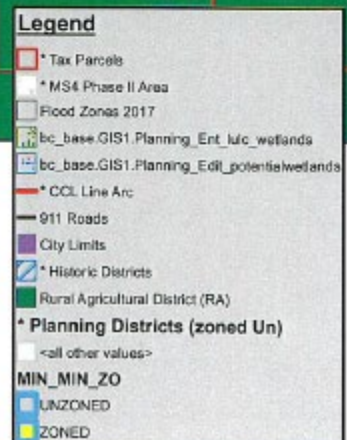 Legend
* Tax Parcels
* MS4 Phase II Area
Flood Zones 2017
bc_base.GIS1.Planning_Ent_lulc_wetlands
bc_base.GIS1.Planning_Edit_potentialwetlands
* CCL Line Arc
911 Roads
City Limits
* Historic Districts
Rural Agricultural District (RA)
* Planning Districts (zoned Un)
<all other values>
MIN_MIN_ZO
UNZONED
ZONED